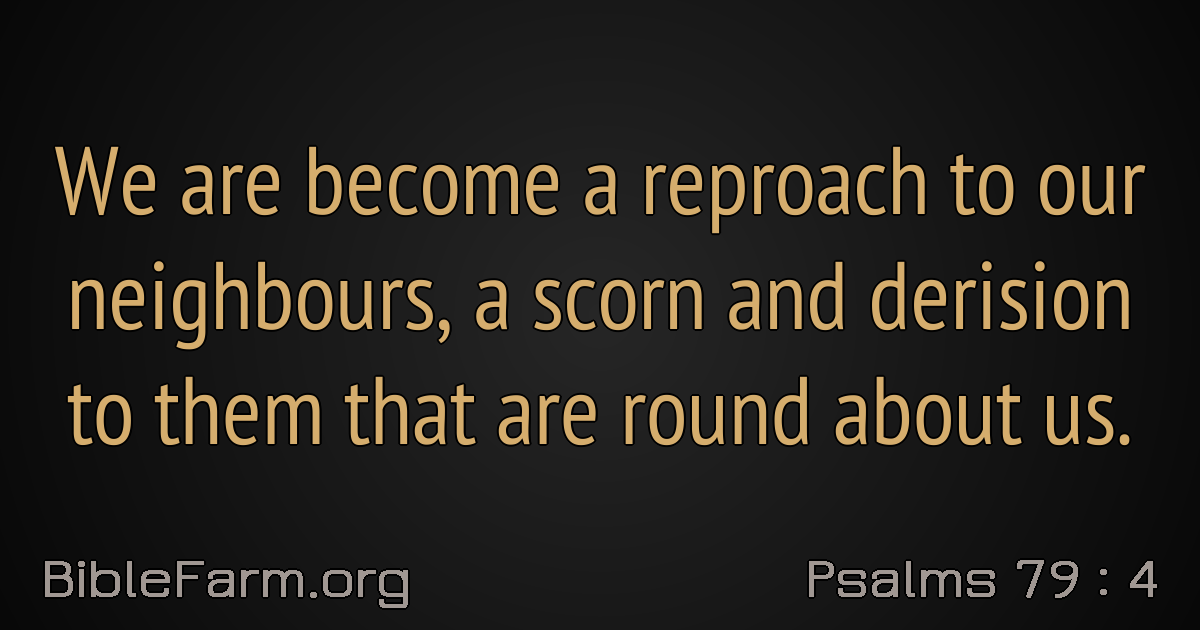 We are become a reproach to our
neighbours, a scorn and derision
to them that are round about us.
BibleFarm.org
Psalms 79 : 4